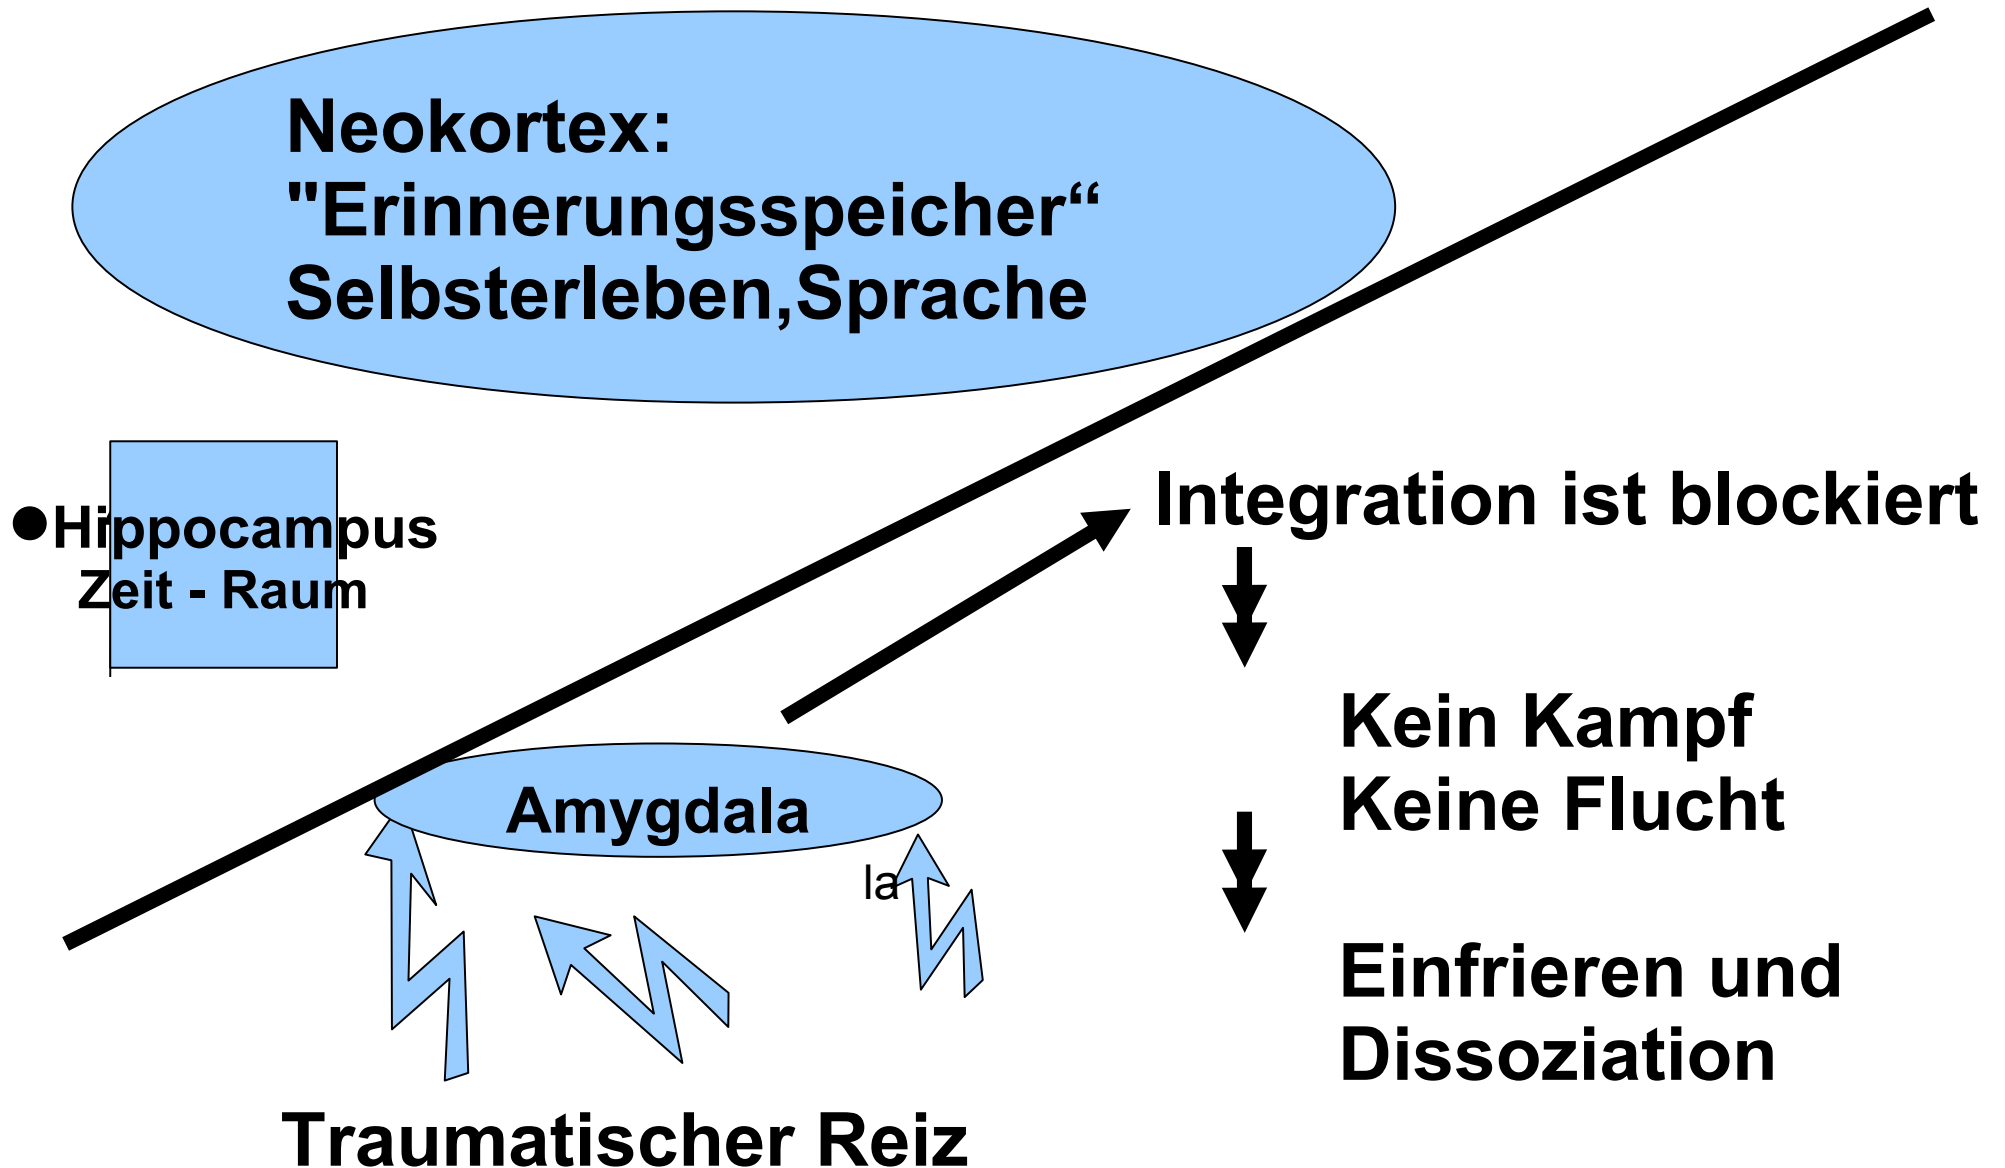 Neokortex:
"Erinnerungsspeicher“
Selbsterleben,Sprache
●Hippocampus
Zeit - Raum
Integration ist blockiert
Kein Kampf
Keine Flucht
Amygdala
la
Einfrieren und
Dissoziation
Traumatischer Reiz